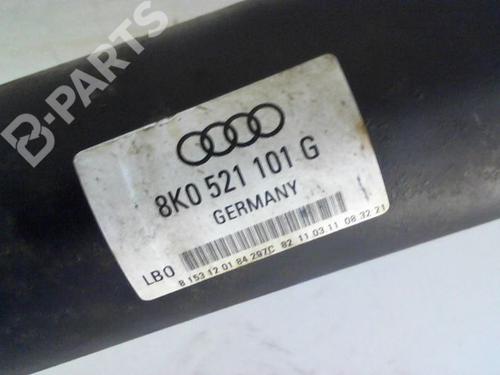 B-PARTS
8K0 521 101 G
GERMANY
LBO
8 153 12 01 84 297C 82 11.03.11 08.32.21